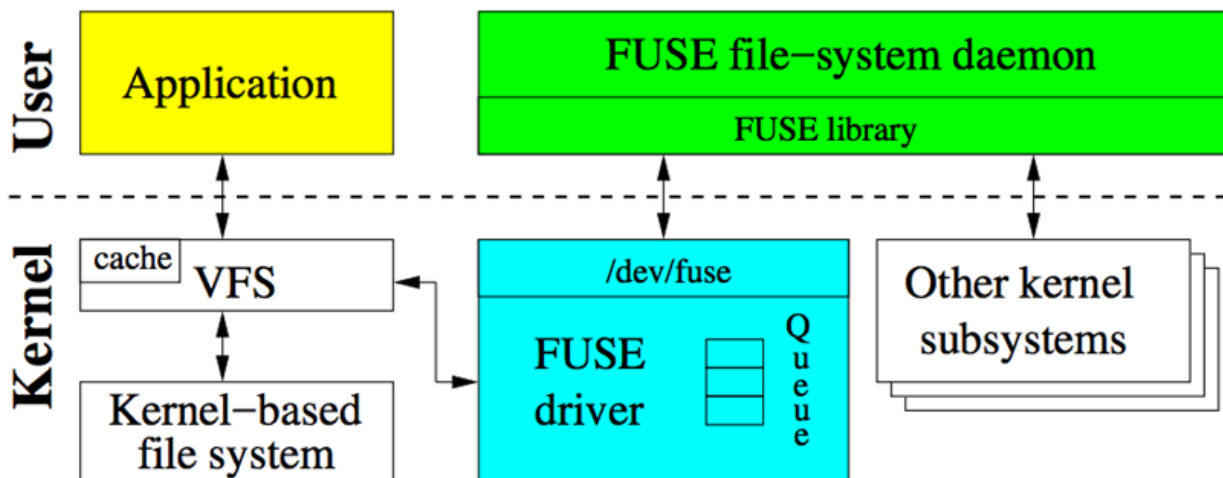 User
Application
FUSE file−system daemon
FUSE library
Kernel
cache
VFS
Kernel−based
file system
/dev/fuse
FUSE
driver
Queue
Other kernel
subsystems